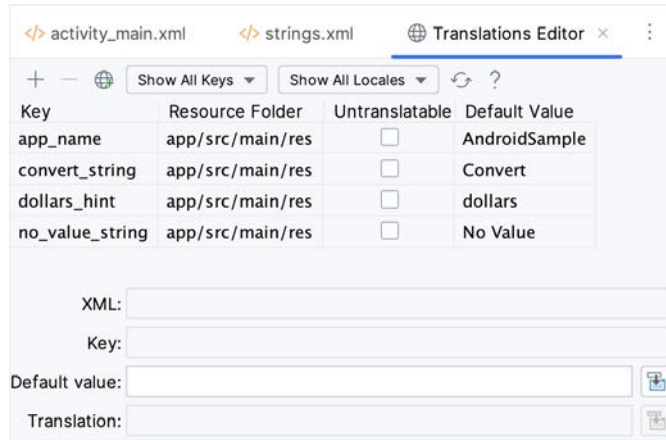 </> activity_main.xml </> strings.xml Translations Editor ×
Show All Keys Show All Locales ?
Key Resource Folder Untranslatable Default Value
app_name app/src/main/res AndroidSample
convert_string app/src/main/res Convert
dollars_hint app/src/main/res dollars
no_value_string app/src/main/res No Value
XML:
Key:
Default value:
Translation: